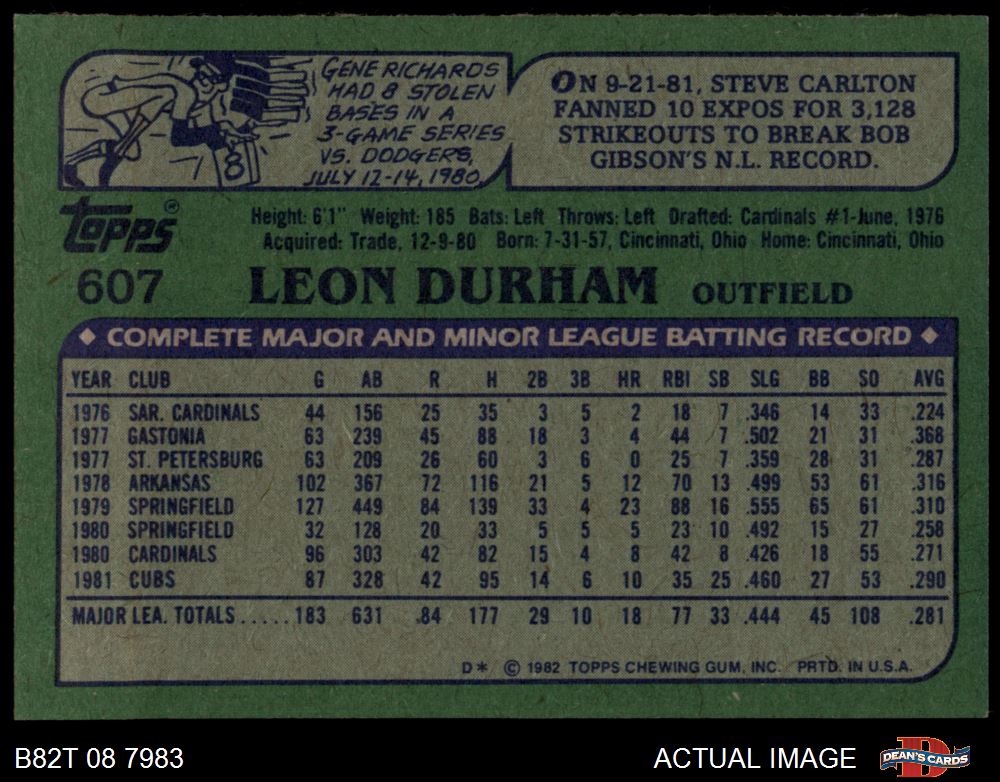 GENE RICHARDS
HAD 8 STOLEN
BASES IN A
3-GAME SERIES
VS. DODGERS,
JULY 12-14, 1980.
8
ON 9-21-81, STEVE CARLTON
FANNED 10 EXPOS FOR 3,128
STRIKEOUTS TO BREAK BOB
GIBSON'S N.L. RECORD.
Topps®
Height: 6'1" Weight: 185 Bats: Left Throws: Left Drafted: Cardinals #1-June, 1976
Acquired: Trade, 12-9-80 Born: 7-31-57, Cincinnati, Ohio Home: Cincinnati, Ohio
607 LEON DURHAM OUTFIELD
◆ COMPLETE MAJOR AND MINOR LEAGUE BATTING RECORD ◆
YEAR CLUB G AB R H 2B 3B HR RBI SB SLG BB SO AVG
1976 SAR. CARDINALS 44 156 25 35 3 5 2 18 7 .346 14 33 .224
1977 GASTONIA 63 239 45 88 18 3 4 44 7 .502 21 31 .368
1977 ST. PETERSBURG 63 209 26 60 3 6 0 25 7 .359 28 31 .287
1978 ARKANSAS 102 367 72 116 21 5 12 70 13 .499 53 61 .316
1979 SPRINGFIELD 127 449 84 139 33 4 23 88 16 .555 65 61 .310
1980 SPRINGFIELD 32 128 20 33 5 5 5 23 10 .492 15 27 .258
1980 CARDINALS 96 303 42 82 15 4 8 42 8 .426 18 55 .271
1981 CUBS 87 328 42 95 14 6 10 35 25 .460 27 53 .290
MAJOR LEA. TOTALS.....183 631 84 177 29 10 18 77 33 .444 45 108 .281
D* © 1982 TOPPS CHEWING GUM, INC. PRTD. IN U.S.A.
B82T 08 7983
ACTUAL IMAGE
DEAN'S CARDS